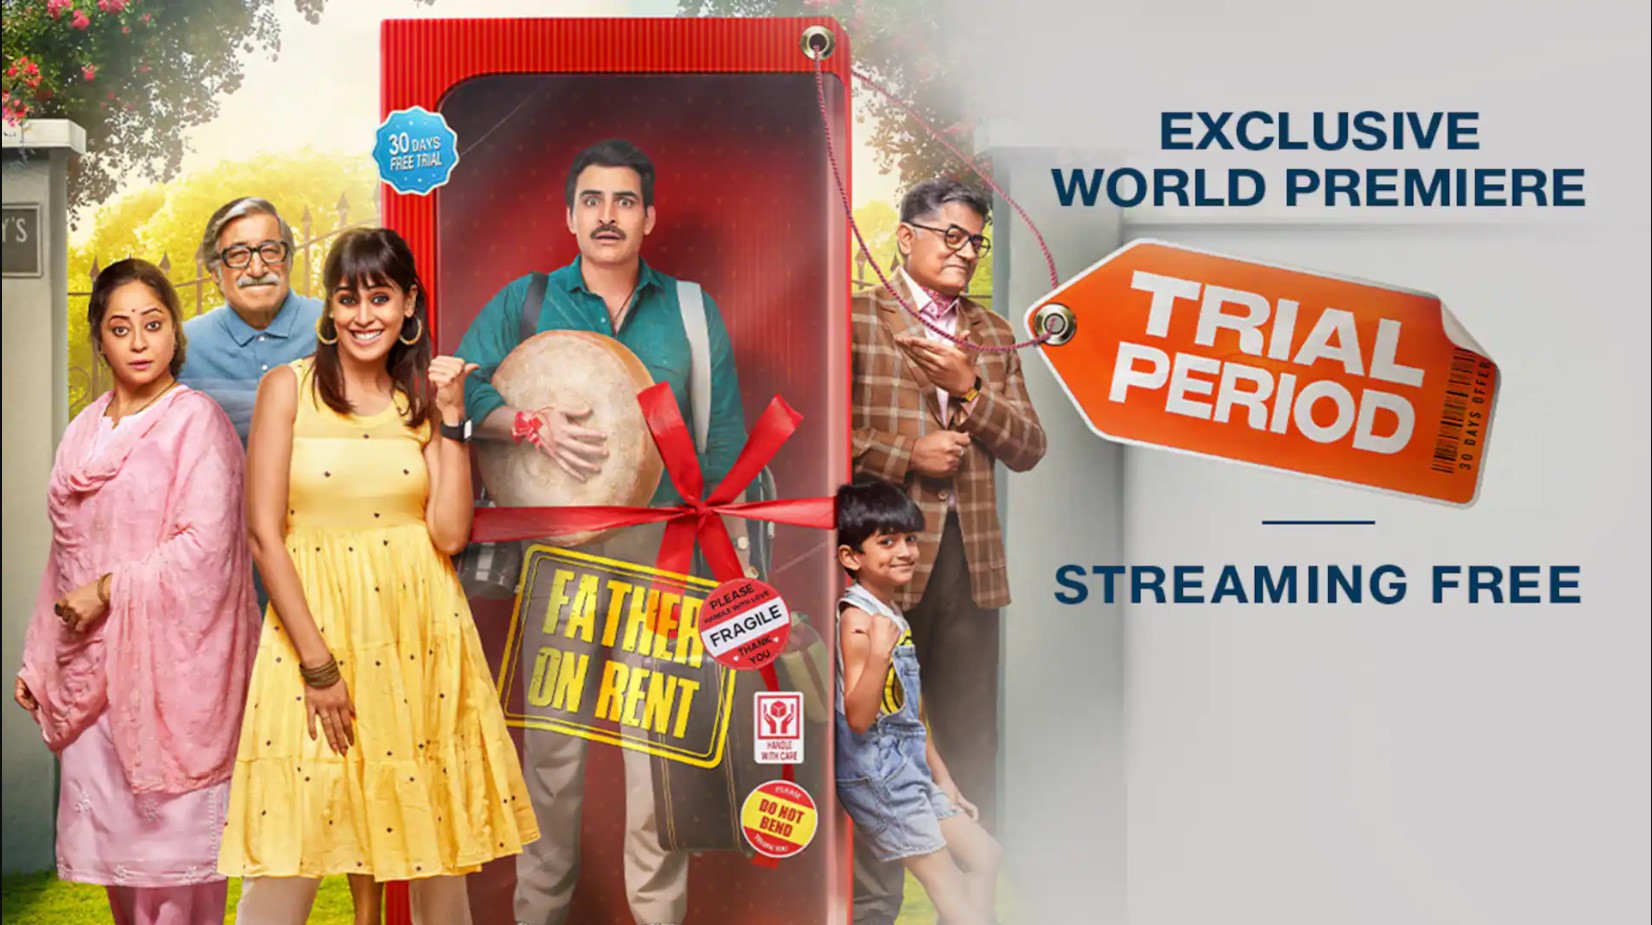 Y'S
30 DAYS
FREE TRIAL
FATHER
ON RENT
PLEASE
HANDLE WITH LOVE
FRAGILE
THANK
YOU
HANDLE
WITH CARE
PLEASE
DO NOT
BEND
EXCLUSIVE
WORLD PREMIERE
TRIAL
PERIOD
30 DAYS OFFER
STREAMING FREE